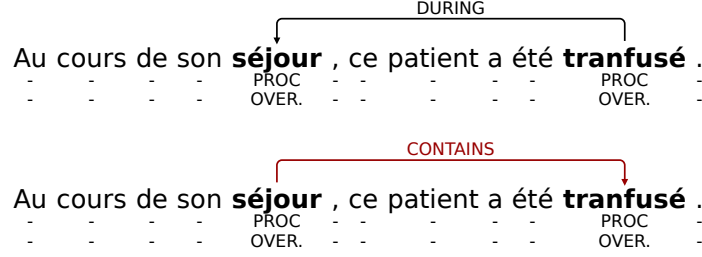 DURING
Au cours de son séjour , ce patient a été tranfusé .
- - - - PROC - - - - - PROC -
- - - - OVER. - - - - - OVER. -
CONTAINS
Au cours de son séjour , ce patient a été tranfusé .
- - - - PROC - - - - - PROC -
- - - - OVER. - - - - - OVER. -